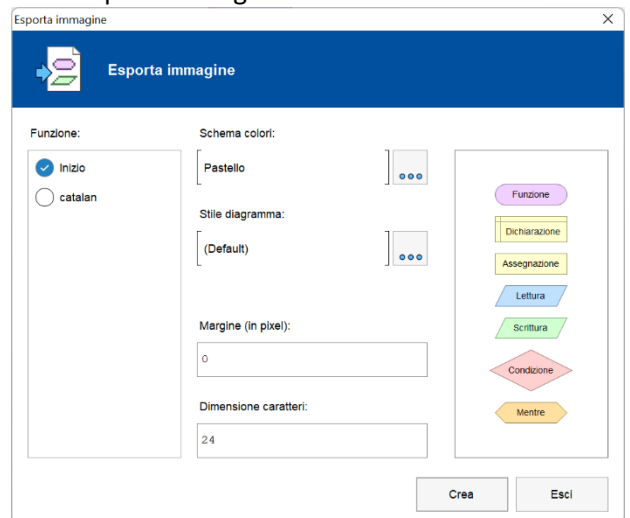 Esporta immagine
Esporta immagine
Funzione:
Inizio
catalan
Schema colori:
Pastello
Stile diagramma:
(Default)
Margine (in pixel):
0
Dimensione caratteri:
24
Funzione
Dichiarazione
Assegnazione
Lettura
Scrittura
Condizione
Mentre
Crea
Esci